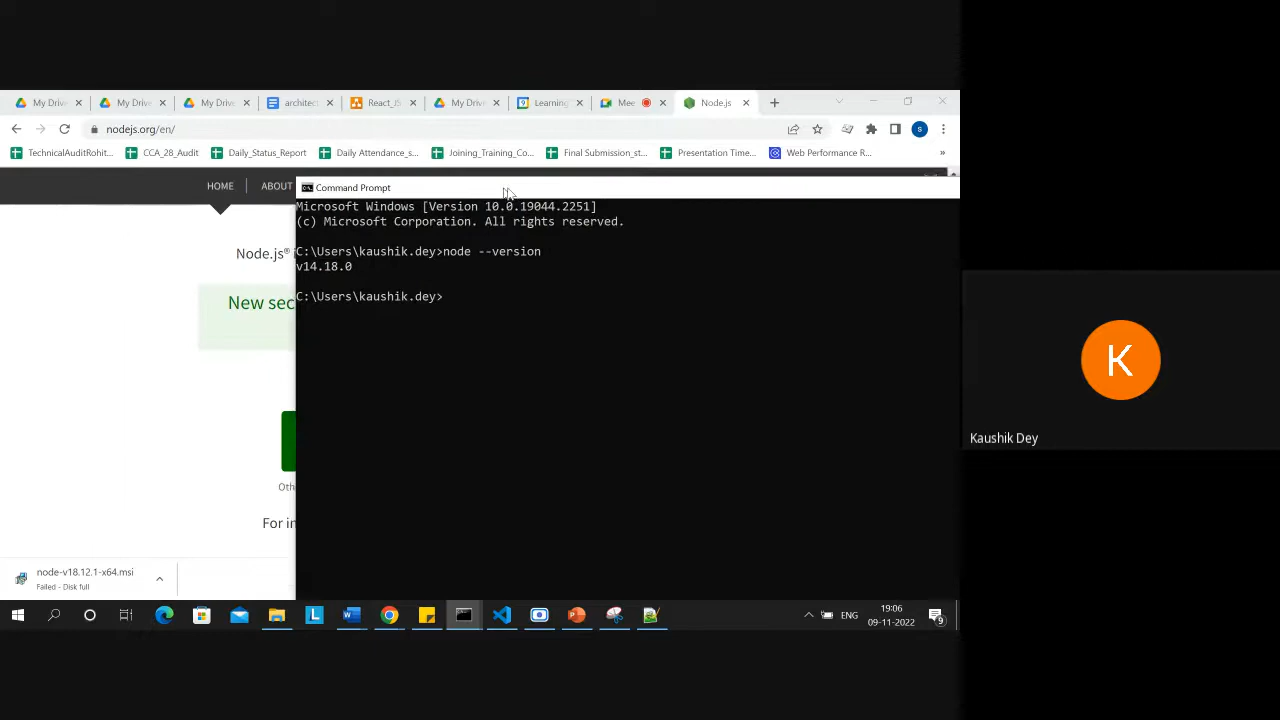 My Drive
My Drive
My Drive
architect
React_JS
My Drive
Learning
Mee
Node.js
nodejs.org/en/
TechnicalAuditRohit...
CCA_28_Audit
Daily_Status_Report
Daily Attendance_s...
Joining_Training_Co...
Final Submission_st...
Presentation Time...
Web Performance R...
»
HOME
ABOUT
Command Prompt
Microsoft Windows [Version 10.0.19044.2251]
(c) Microsoft Corporation. All rights reserved.
Node.js®
C:\Users\kaushik.dey>node --version
v14.18.0
C:\Users\kaushik.dey>
New sec
K
Kaushik Dey
Oth
For in
node-v18.12.1-x64.msi
Failed - Disk full
ENG
19:06
09-11-2022
9